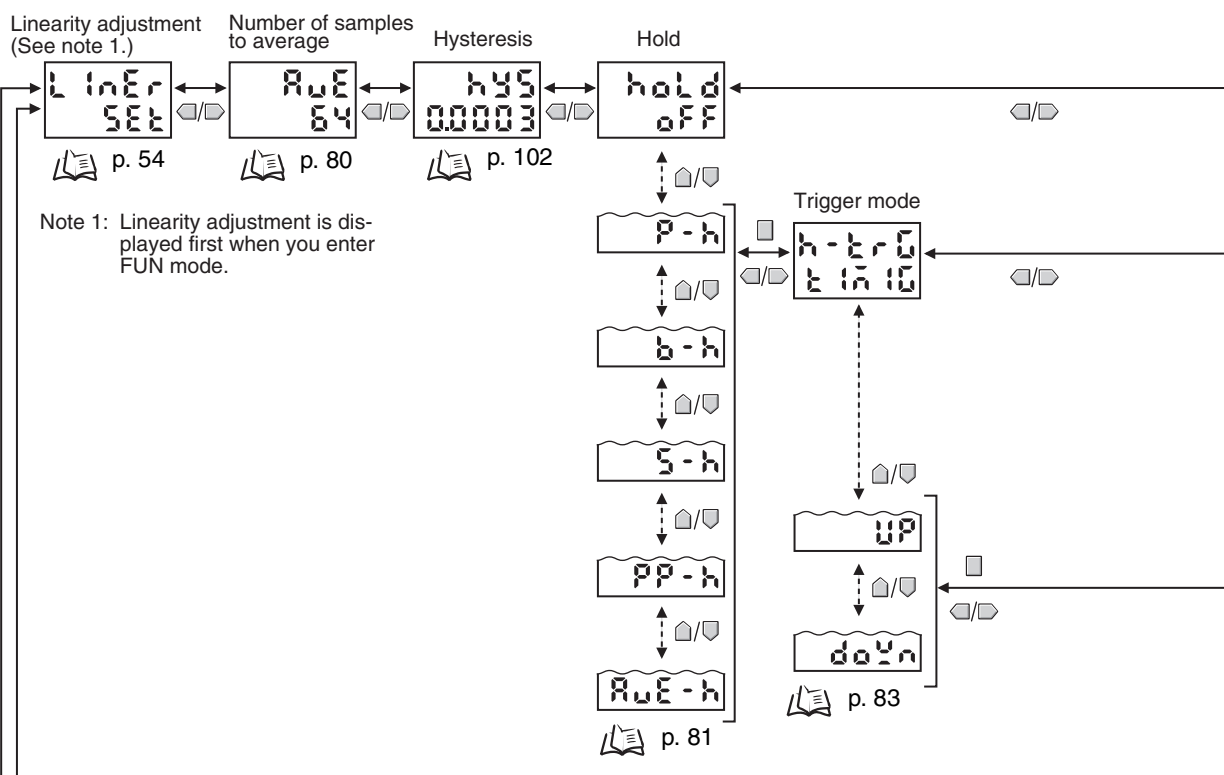 Linearity adjustment
(See note 1.)
Number of samples
to average
Hysteresis
Hold
LInEr
SEt
AvE
64
hYS
0.0003
hoLd
oFF
p. 54
p. 80
p. 102
Note 1: Linearity adjustment is dis-
played first when you enter
FUN mode.
P-h
b-h
S-h
PP-h
AvE-h
p. 81
Trigger mode
h-trG
tImIG
UP
doWn
p. 83